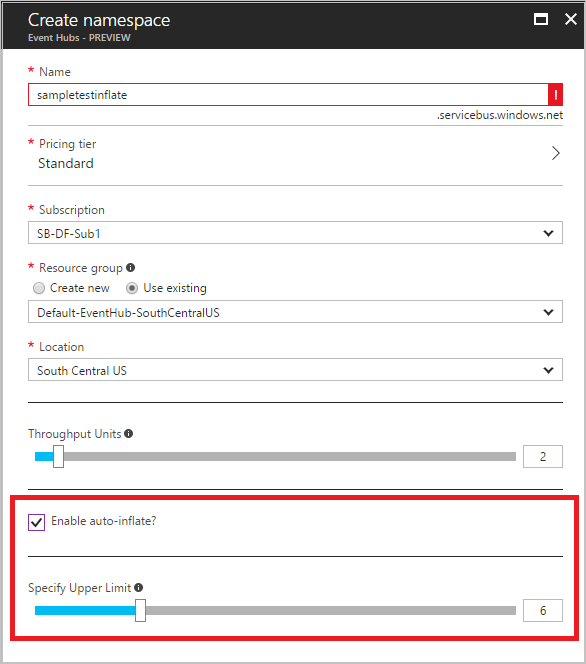 Create namespace
Event Hubs - PREVIEW
* Name
sampletestinflate
!
.servicebus.windows.net
* Pricing tier
Standard
* Subscription
SB-DF-Sub1
* Resource group
Create new Use existing
Default-EventHub-SouthCentralUS
* Location
South Central US
Throughput Units
2
Enable auto-inflate?
Specify Upper Limit
6